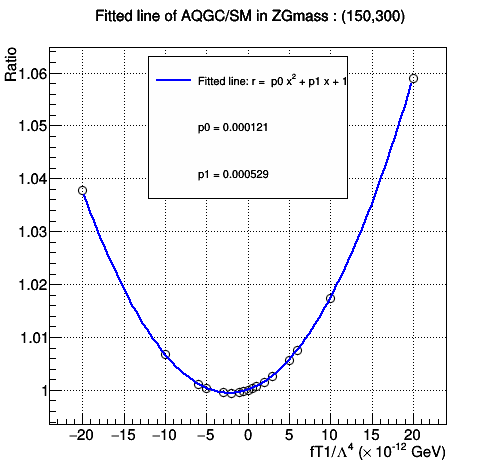 Fitted line of AQGC/SM in ZGmass : (150,300)
Ratio
Fitted line: r = p0 x² + p1 x + 1
p0 = 0.000121
p1 = 0.000529
1.06
1.05
1.04
1.03
1.02
1.01
1
−20 −15 −10 −5 0 5 10 15 20
fT1/Λ⁴ (× 10⁻¹² GeV)